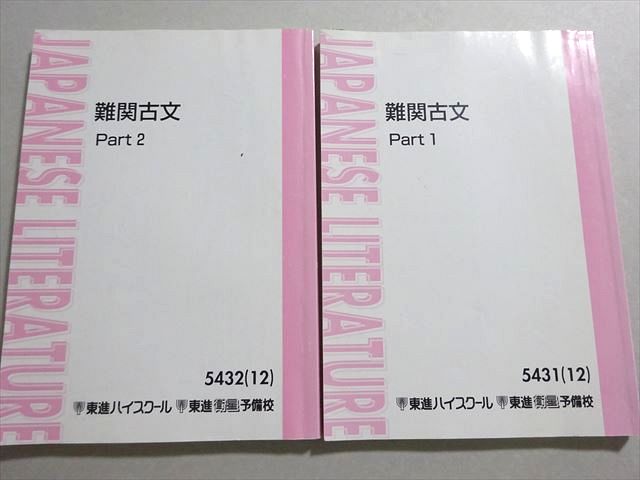 JAPANESE LITERATURE
難関古文
Part 2
5432(12)
東進ハイスクール 東進衛星予備校
JAPANESE LITERATURE
難関古文
Part 1
5431(12)
東進ハイスクール 東進衛星予備校